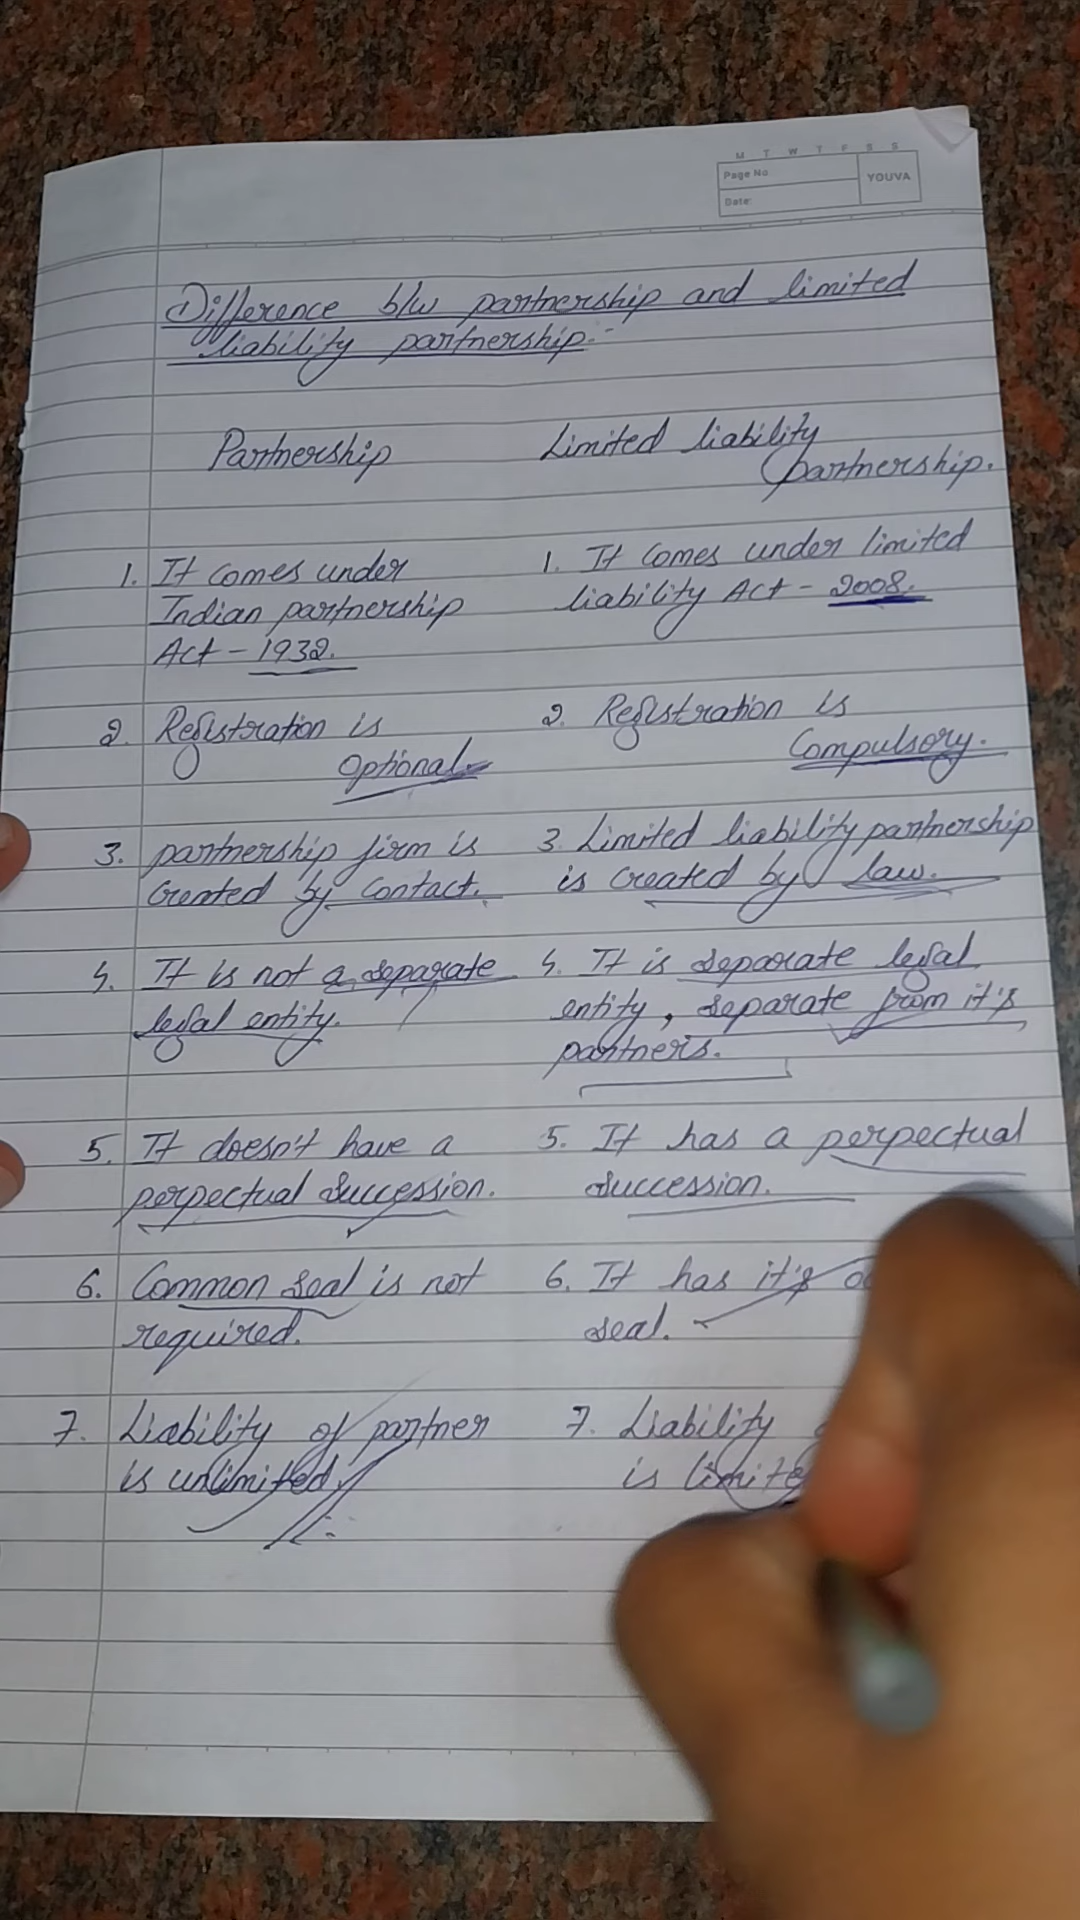 M T W T F S S
Page No
YOUVA
Date:
Difference b/w partnership and limited
liability partnership:-
Partnership
1. It comes under
Indian partnership
Act - 1932.
2. Registration is
optional.
3. partnership firm is
created by contact.
4. It is not a separate
legal entity.
5. It doesn't have a
perpectual succession.
6. Common seal is not
required.
7. Liability of partner
is unlimited.
Limited liability
partnership.
1. It comes under limited
liability Act - 2008.
2. Registration is
Compulsory.
3. Limited liability partnership
is created by law.
4. It is separate legal
entity, separate from it's
partners.
5. It has a perpectual
succession.
6. It has it's
seal.
7. Liability
is